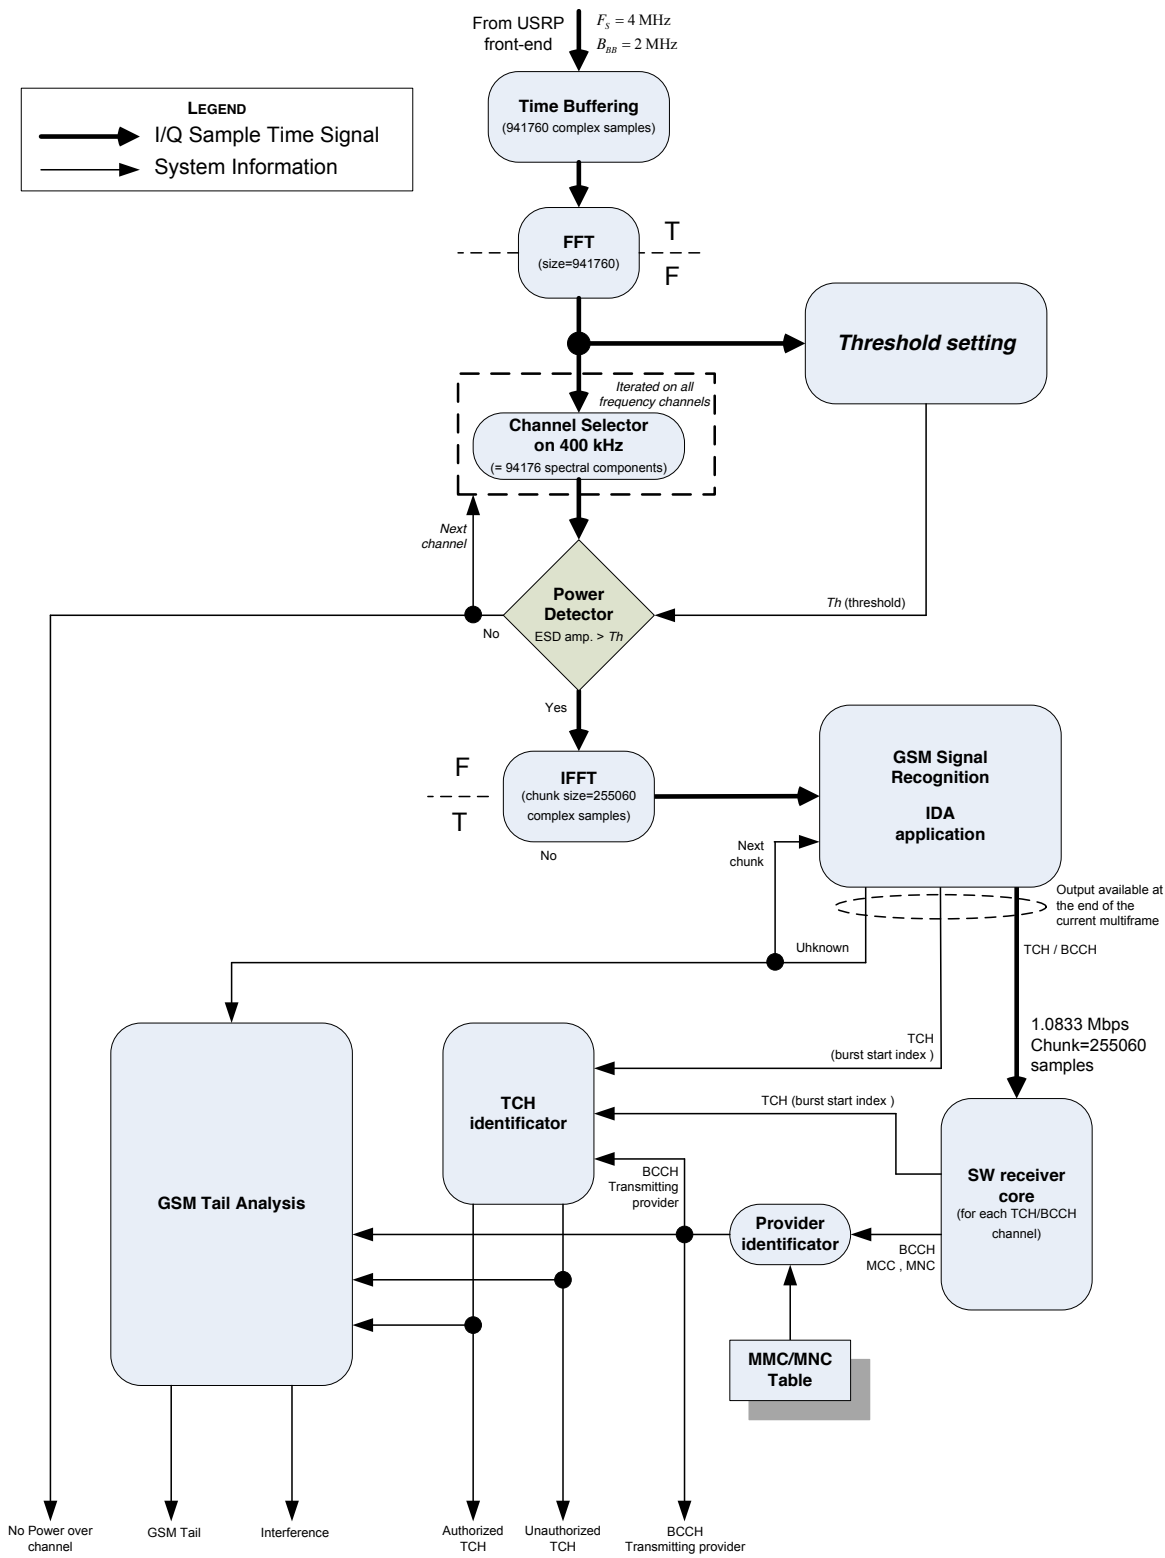 From USRP
front-end
F_S = 4 MHz
B_BB = 2 MHz
LEGEND
I/Q Sample Time Signal
System Information
Time Buffering
(941760 complex samples)
FFT
(size=941760)
T
F
Threshold setting
Iterated on all
frequency channels
Channel Selector
on 400 kHz
(= 94176 spectral components)
Next
channel
Power
Detector
ESD amp. > Th
Th (threshold)
No
Yes
F
T
IFFT
(chunk size=255060
complex samples)
No
GSM Signal
Recognition
IDA
application
Next
chunk
Output available at
the end of the
current multiframe
Uhknown
TCH / BCCH
1.0833 Mbps
Chunk=255060
samples
TCH
(burst start index )
TCH (burst start index )
TCH
identificator
BCCH
Transmitting
provider
SW receiver
core
(for each TCH/BCCH
channel)
GSM Tail Analysis
Provider
identificator
BCCH
MCC , MNC
MMC/MNC
Table
No Power over
channel
GSM Tail
Interference
Authorized
TCH
Unauthorized
TCH
BCCH
Transmitting provider